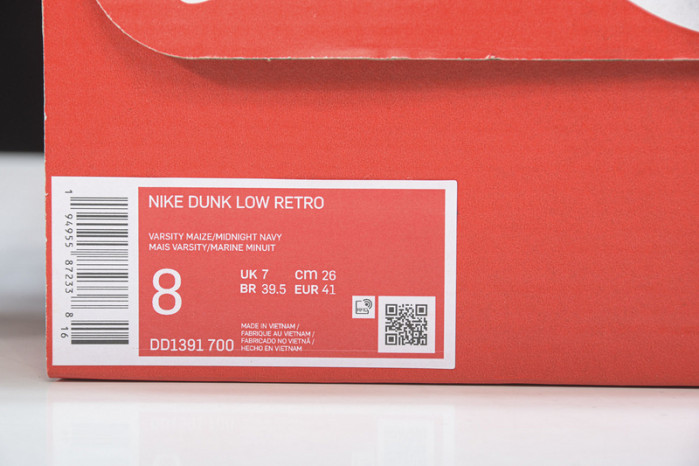 NIKE DUNK LOW RETRO
VARSITY MAIZE/MIDNIGHT NAVY
MAIS VARSITY/MARINE MINUIT
8
UK 7 cm 26
BR 39.5 EUR 41
DD1391 700
MADE IN VIETNAM /
FABRIQUE AU VIETNAM /
FABRICADO NO VIETNÃ /
HECHO EN VIETNAM
RFID
1 94955 87233 8 16